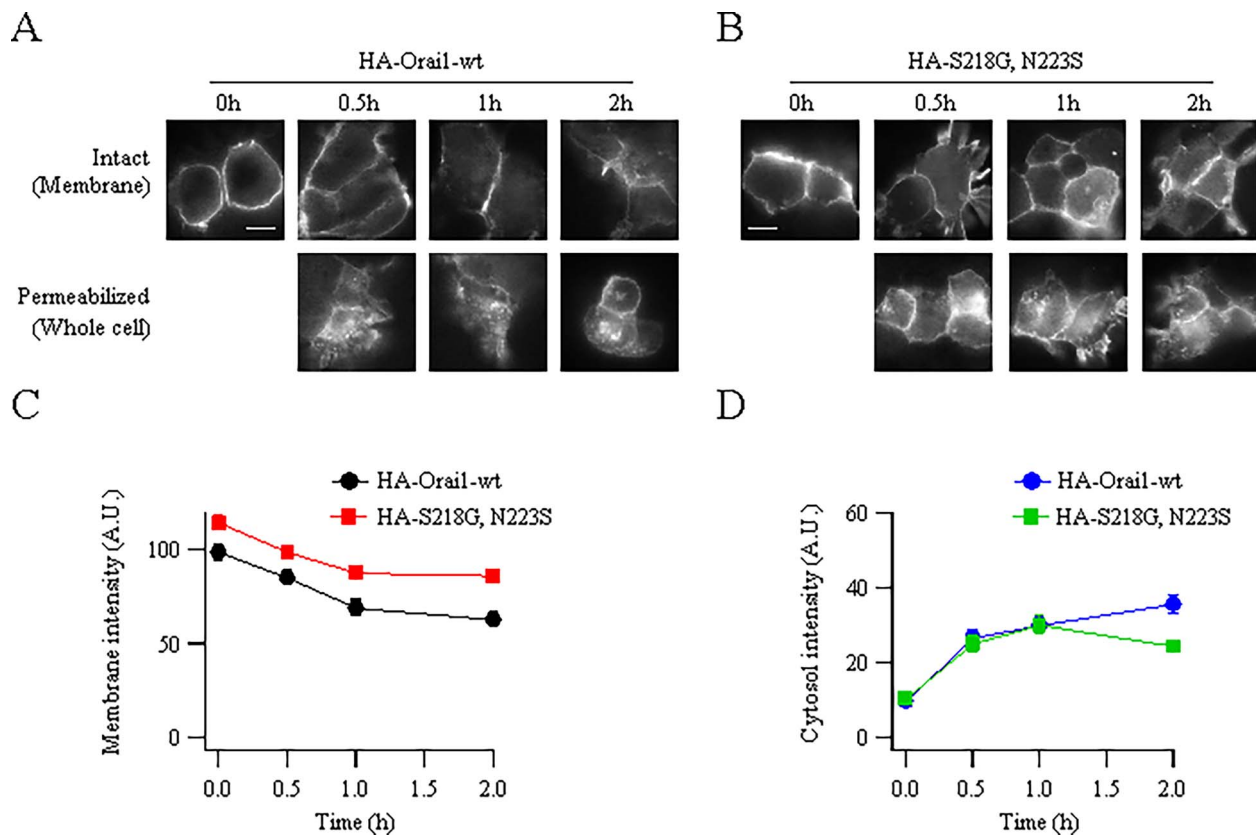 A
HA-Orai1-wt
0h 0.5h 1h 2h
Intact
(Membrane)
Permeabilized
(Whole cell)
B
HA-S218G, N223S
0h 0.5h 1h 2h
C
HA-Orai1-wt
HA-S218G, N223S
Membrane intensity (A.U.)
100
50
0
0.0 0.5 1.0 1.5 2.0
Time (h)
D
HA-Orai1-wt
HA-S218G, N223S
Cytosol intensity (A.U.)
60
40
20
0
0.0 0.5 1.0 1.5 2.0
Time (h)